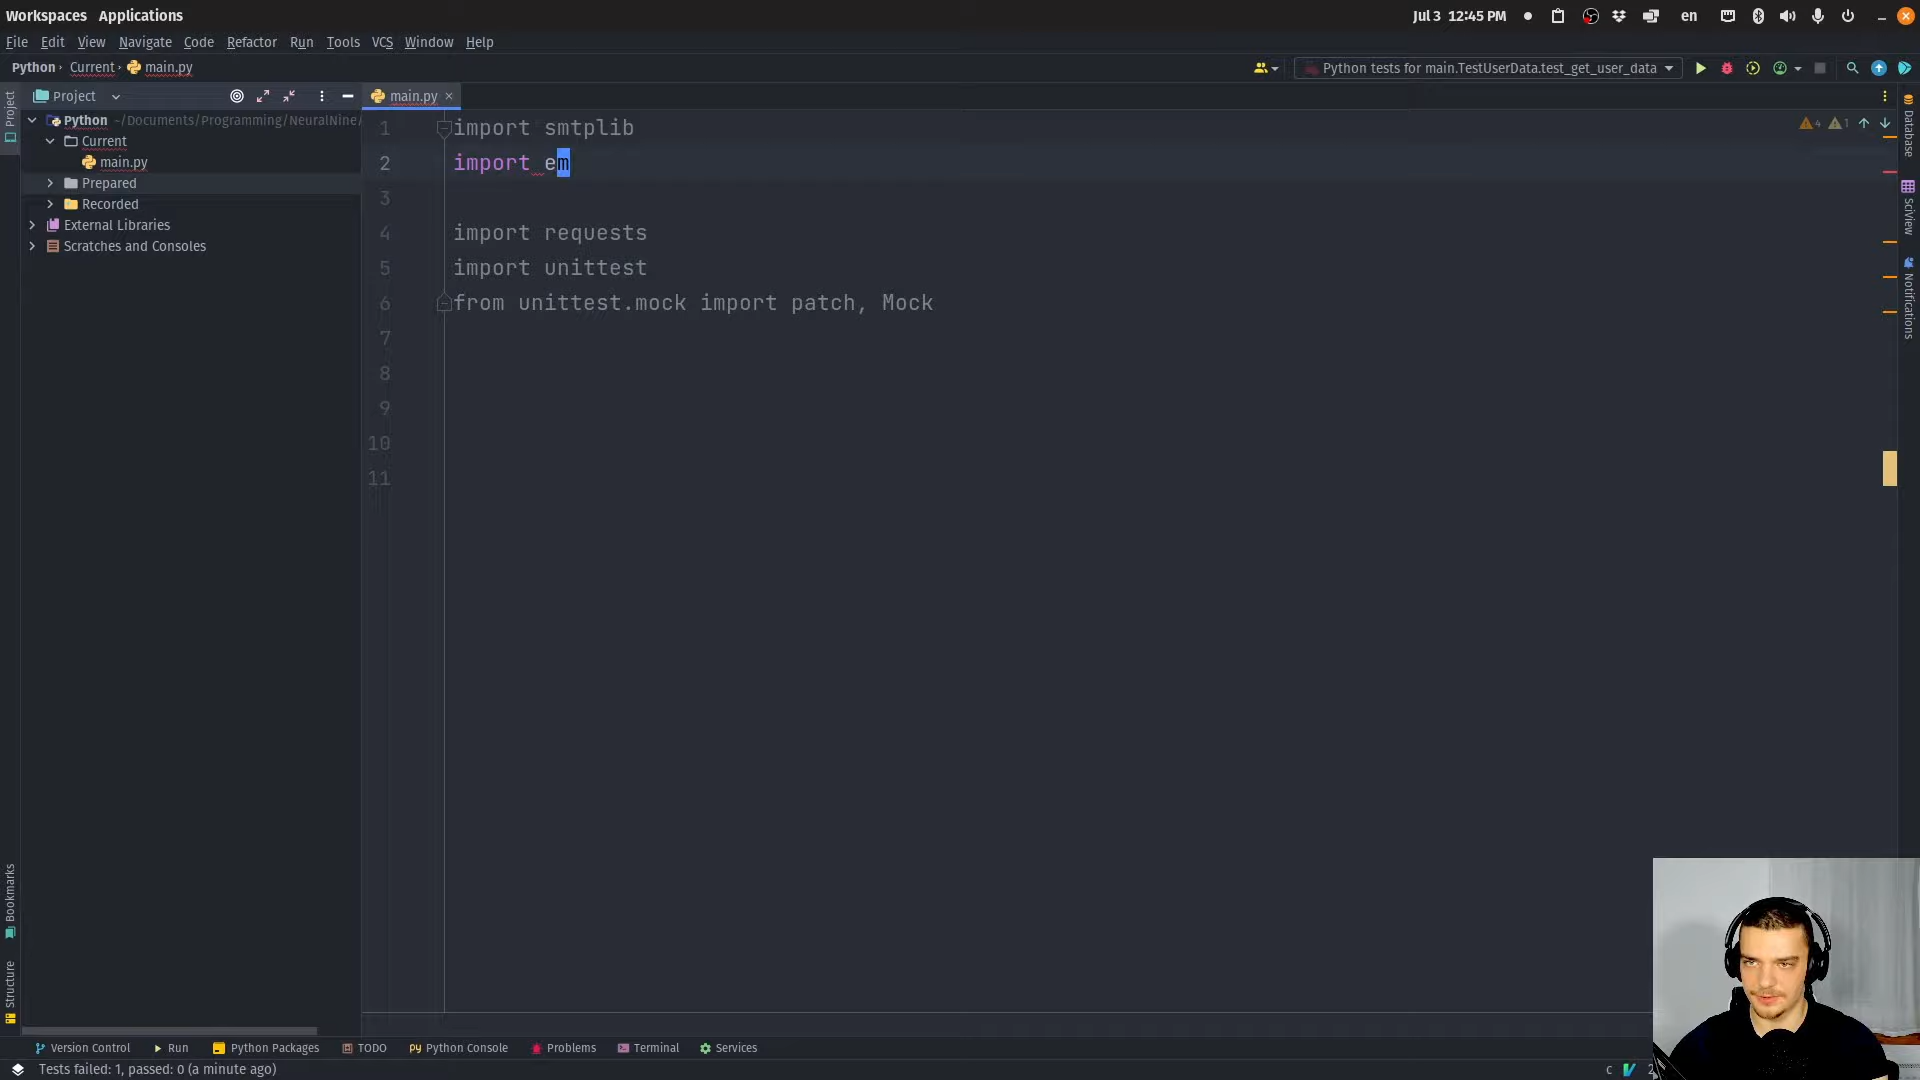 Workspaces Applications Jul 3 12:45 PM en
File Edit View Navigate Code Refactor Run Tools VCS Window Help
Python Current main.py Python tests for main.TestUserData.test_get_user_data
Project main.py
Python ~/Documents/Programming/NeuralNine/
Current
main.py
Prepared
Recorded
External Libraries
Scratches and Consoles
1 import smtplib
2 import em
3
4 import requests
5 import unittest
6 from unittest.mock import patch, Mock
7
8
9
10
11
4 1
Project
Bookmarks
Structure
Database
SciView
Notifications
Version Control Run Python Packages TODO Python Console Problems Terminal Services
Tests failed: 1, passed: 0 (a minute ago)